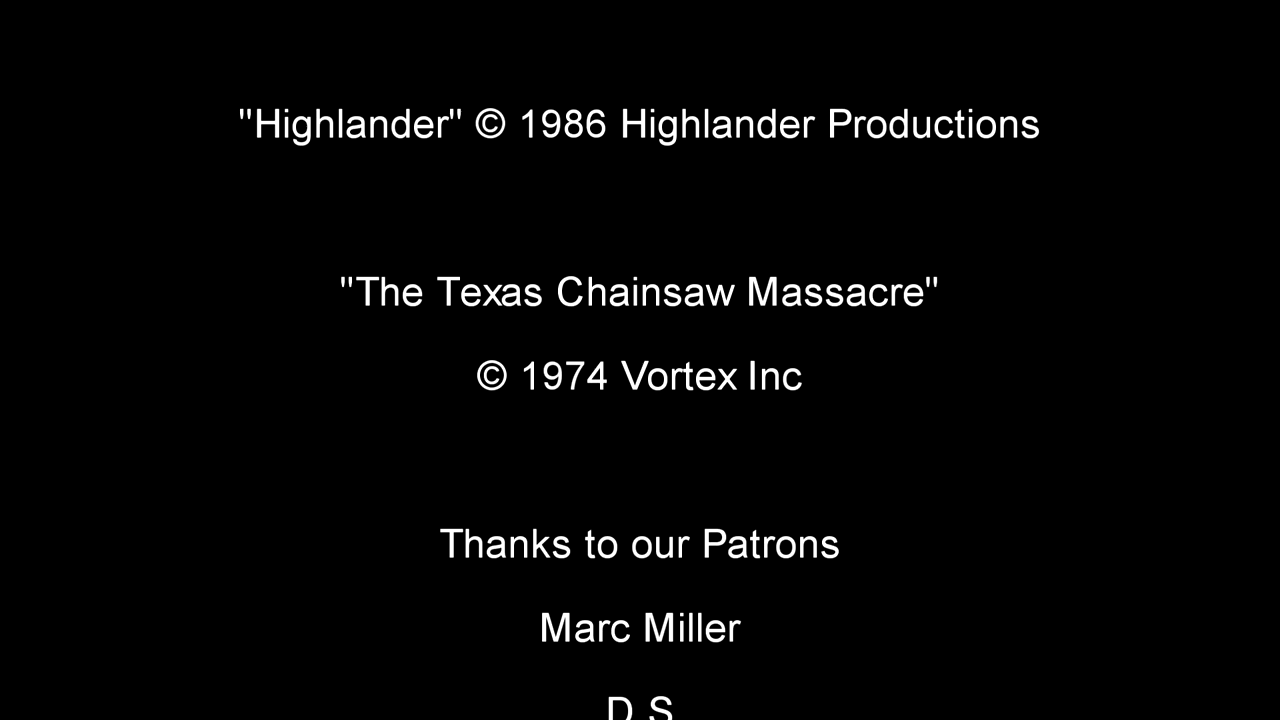 "Highlander" © 1986 Highlander Productions
"The Texas Chainsaw Massacre"
© 1974 Vortex Inc
Thanks to our Patrons
Marc Miller
D S